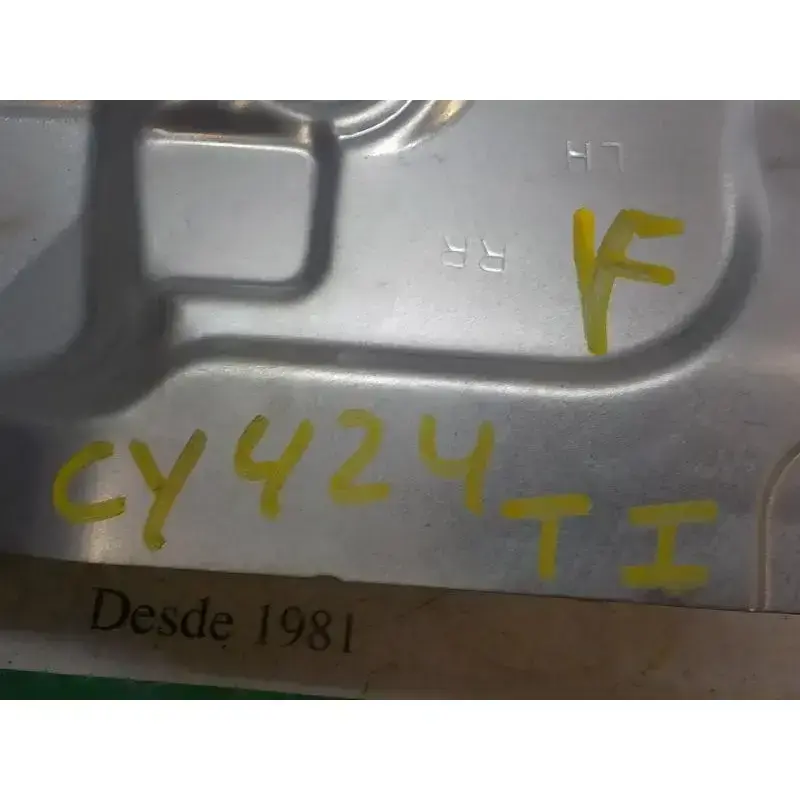 LH
RR
F
CY424
TI
Desde 1981